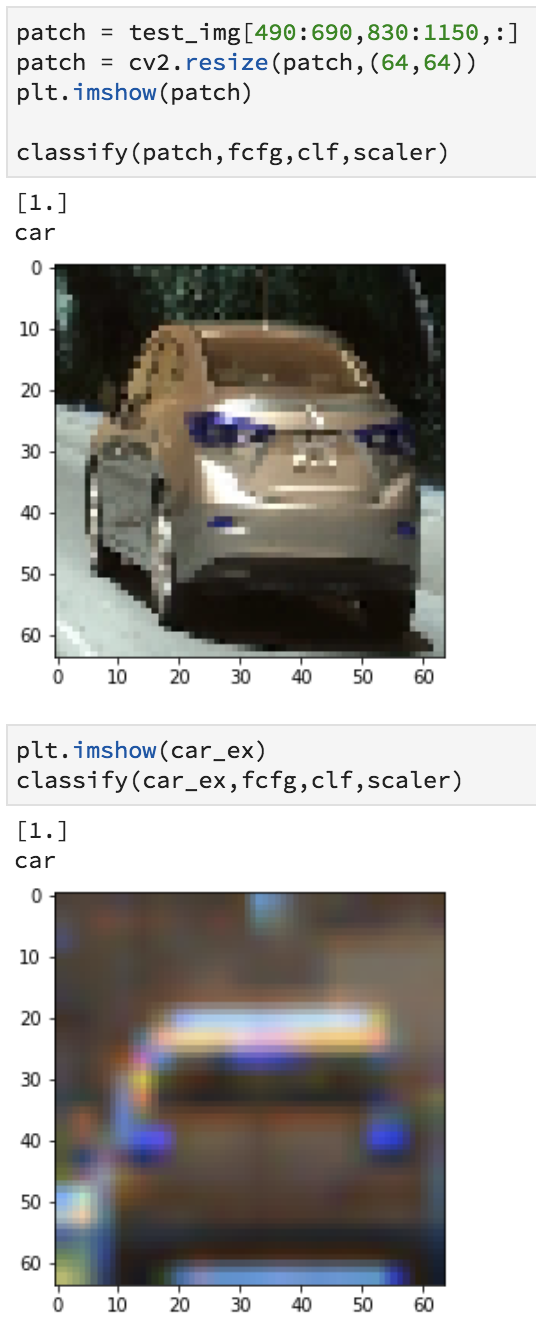 patch = test_img[490:690,830:1150,:]
patch = cv2.resize(patch,(64,64))
plt.imshow(patch)
classify(patch,fcfg,clf,scaler)
[1.]
car
0
10
20
30
40
50
60
0 10 20 30 40 50 60
plt.imshow(car_ex)
classify(car_ex,fcfg,clf,scaler)
[1.]
car
0
10
20
30
40
50
60
0 10 20 30 40 50 60